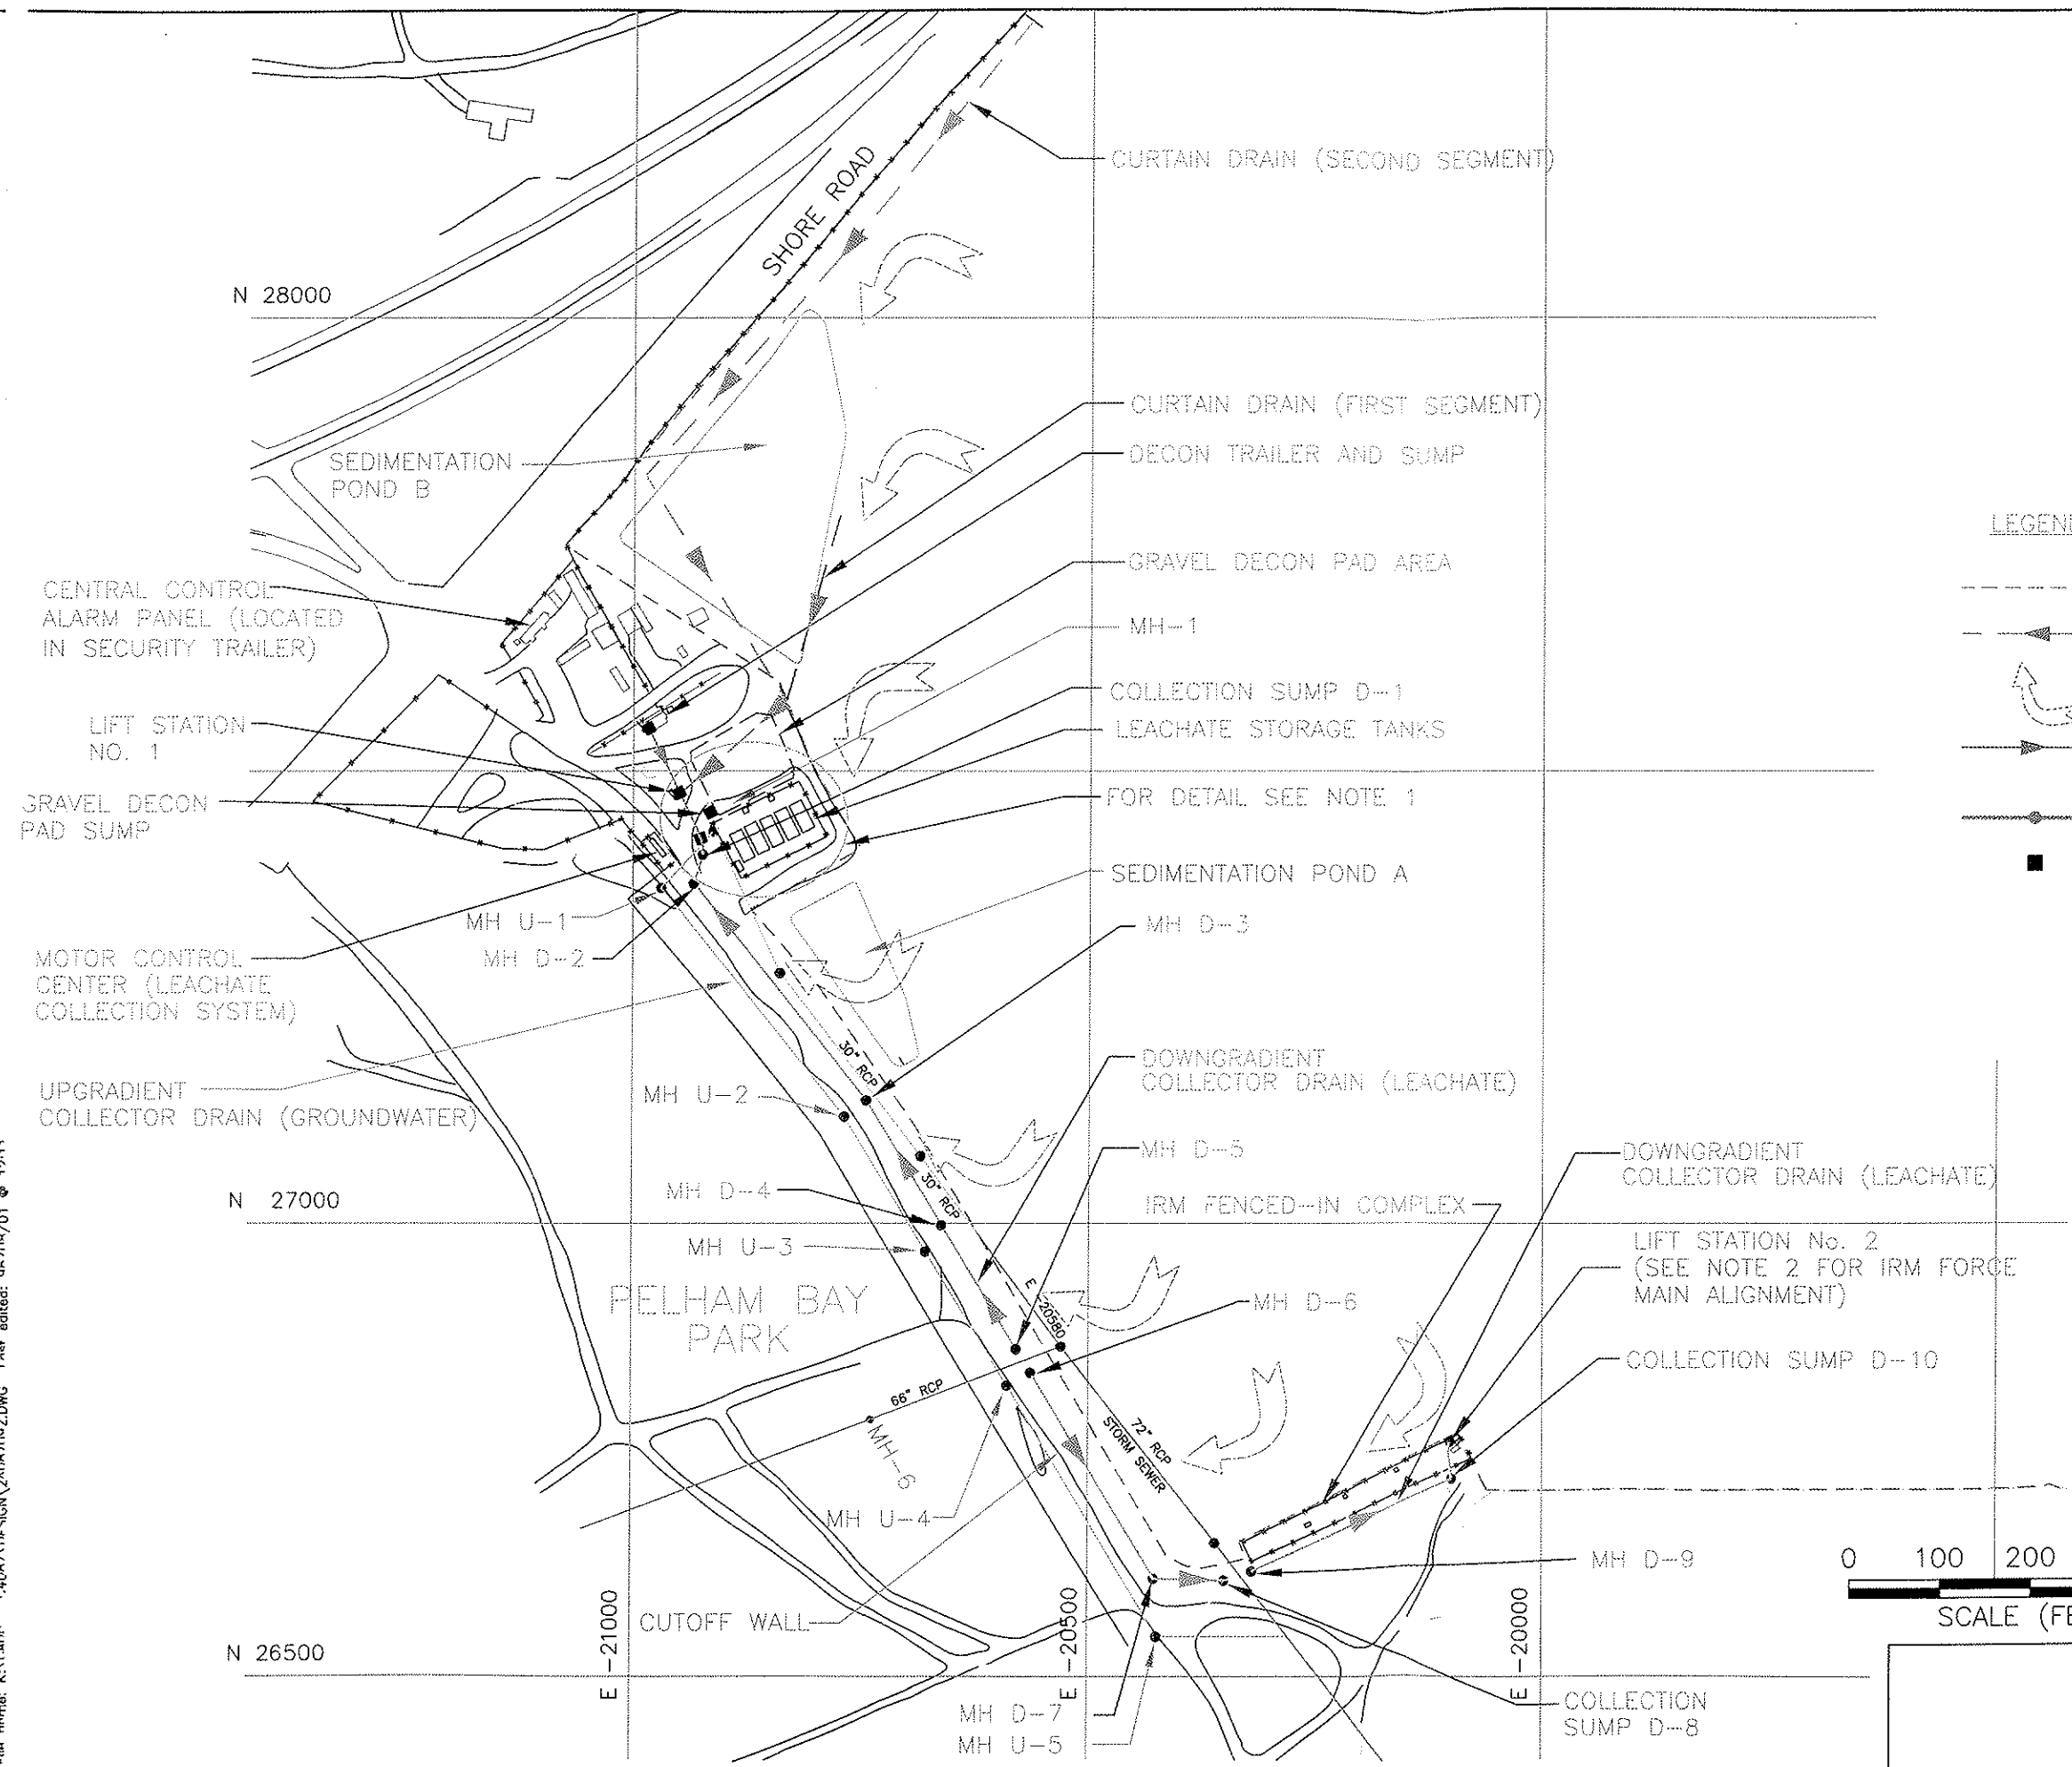 CURTAIN DRAIN (SECOND SEGMENT)
SHORE ROAD
N 28000
CURTAIN DRAIN (FIRST SEGMENT)
DECON TRAILER AND SUMP
SEDIMENTATION
POND B
GRAVEL DECON PAD AREA
CENTRAL CONTROL
ALARM PANEL (LOCATED
IN SECURITY TRAILER)
MH-1
COLLECTION SUMP D-1
LEACHATE STORAGE TANKS
LIFT STATION
NO. 1
GRAVEL DECON
PAD SUMP
FOR DETAIL SEE NOTE 1
SEDIMENTATION POND A
MH U-1
MH D-2
MH D-3
MOTOR CONTROL
CENTER (LEACHATE
COLLECTION SYSTEM)
30" RCP
DOWNGRADIENT
COLLECTOR DRAIN (LEACHATE)
UPGRADIENT
COLLECTOR DRAIN (GROUNDWATER)
MH U-2
MH D-5
DOWNGRADIENT
COLLECTOR DRAIN (LEACHATE)
MH D-4
30" RCP
IRM FENCED-IN COMPLEX
N 27000
MH U-3
LIFT STATION No. 2
(SEE NOTE 2 FOR IRM FORCE
MAIN ALIGNMENT)
PELHAM BAY
PARK
E -20580
MH D-6
COLLECTION SUMP D-10
66" RCP
MH-6
72" RCP
STORM SEWER
MH U-4
MH D-9
CUTOFF WALL
N 26500
E -21000
E -20500
E -20000
MH D-7
MH U-5
COLLECTION
SUMP D-8
0 100 200